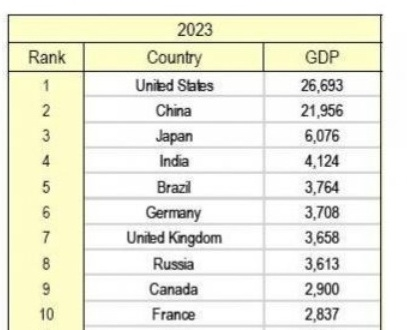 2023
Rank Country GDP
1 United States 26,693
2 China 21,956
3 Japan 6,076
4 India 4,124
5 Brazil 3,764
6 Germany 3,708
7 United Kingdom 3,658
8 Russia 3,613
9 Canada 2,900
10 France 2,837